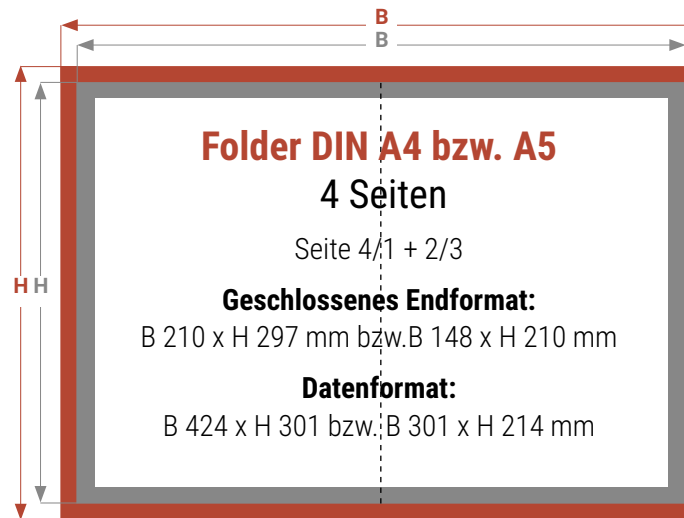 B
B
H H
Folder DIN A4 bzw. A5
4 Seiten
Seite 4/1 + 2/3
Geschlossenes Endformat:
B 210 x H 297 mm bzw.B 148 x H 210 mm
Datenformat:
B 424 x H 301 bzw. B 301 x H 214 mm